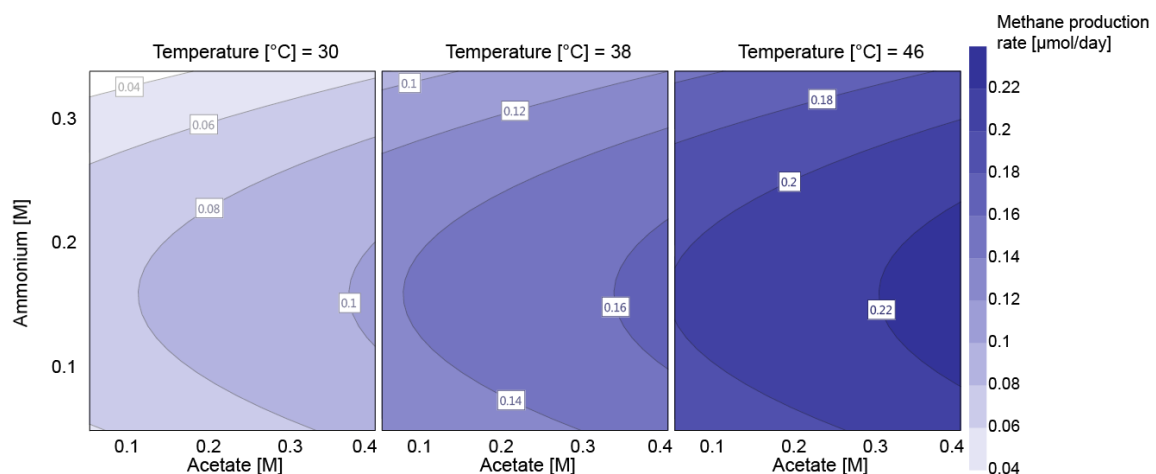 Methane production
rate [µmol/day]
Temperature [°C] = 30
Temperature [°C] = 38
Temperature [°C] = 46
Ammonium [M]
0.3
0.2
0.1
0.04
0.06
0.08
0.1
0.1
0.12
0.14
0.16
0.18
0.2
0.22
0.22
0.2
0.18
0.16
0.14
0.12
0.1
0.08
0.06
0.04
0.1 0.2 0.3 0.4
0.1 0.2 0.3 0.4
0.1 0.2 0.3 0.4
Acetate [M]
Acetate [M]
Acetate [M]